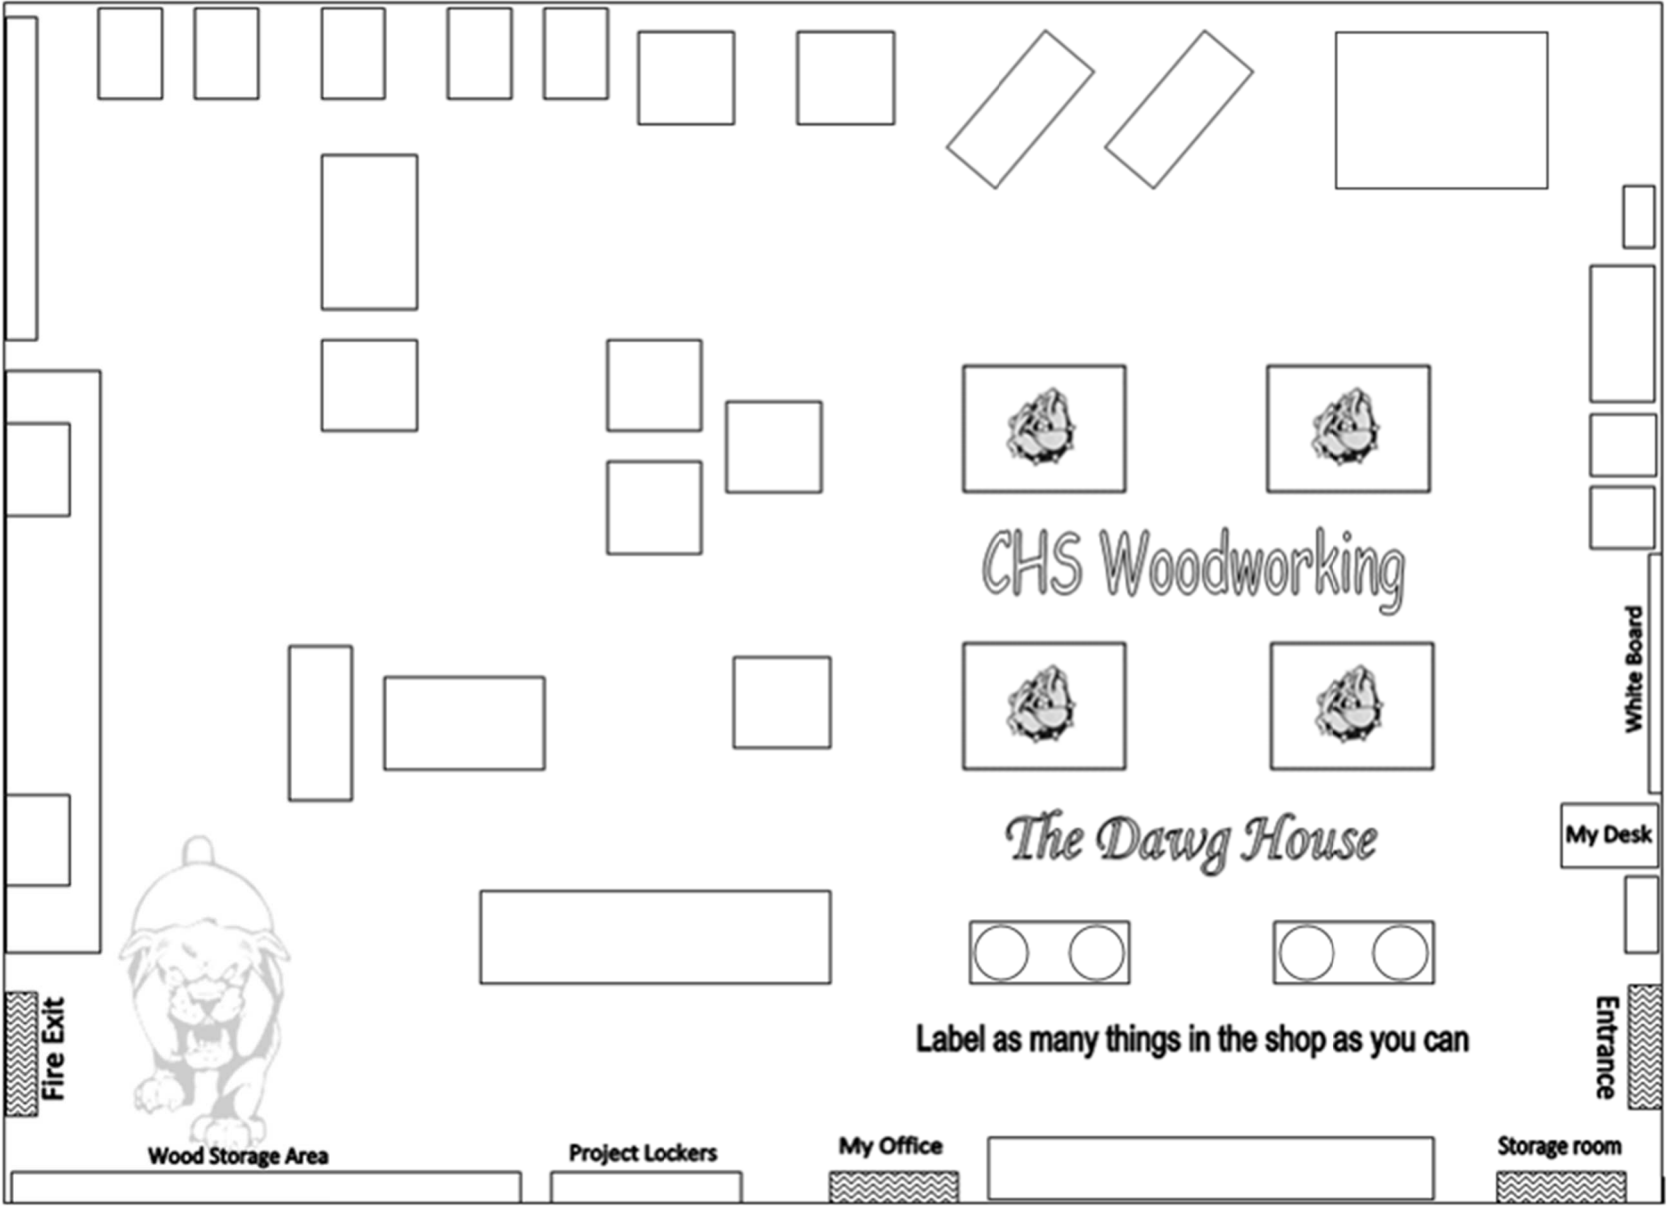 CHS Woodworking
White Board
The Dawg House
My Desk
Fire Exit
Label as many things in the shop as you can
Entrance
Wood Storage Area
Project Lockers
My Office
Storage room